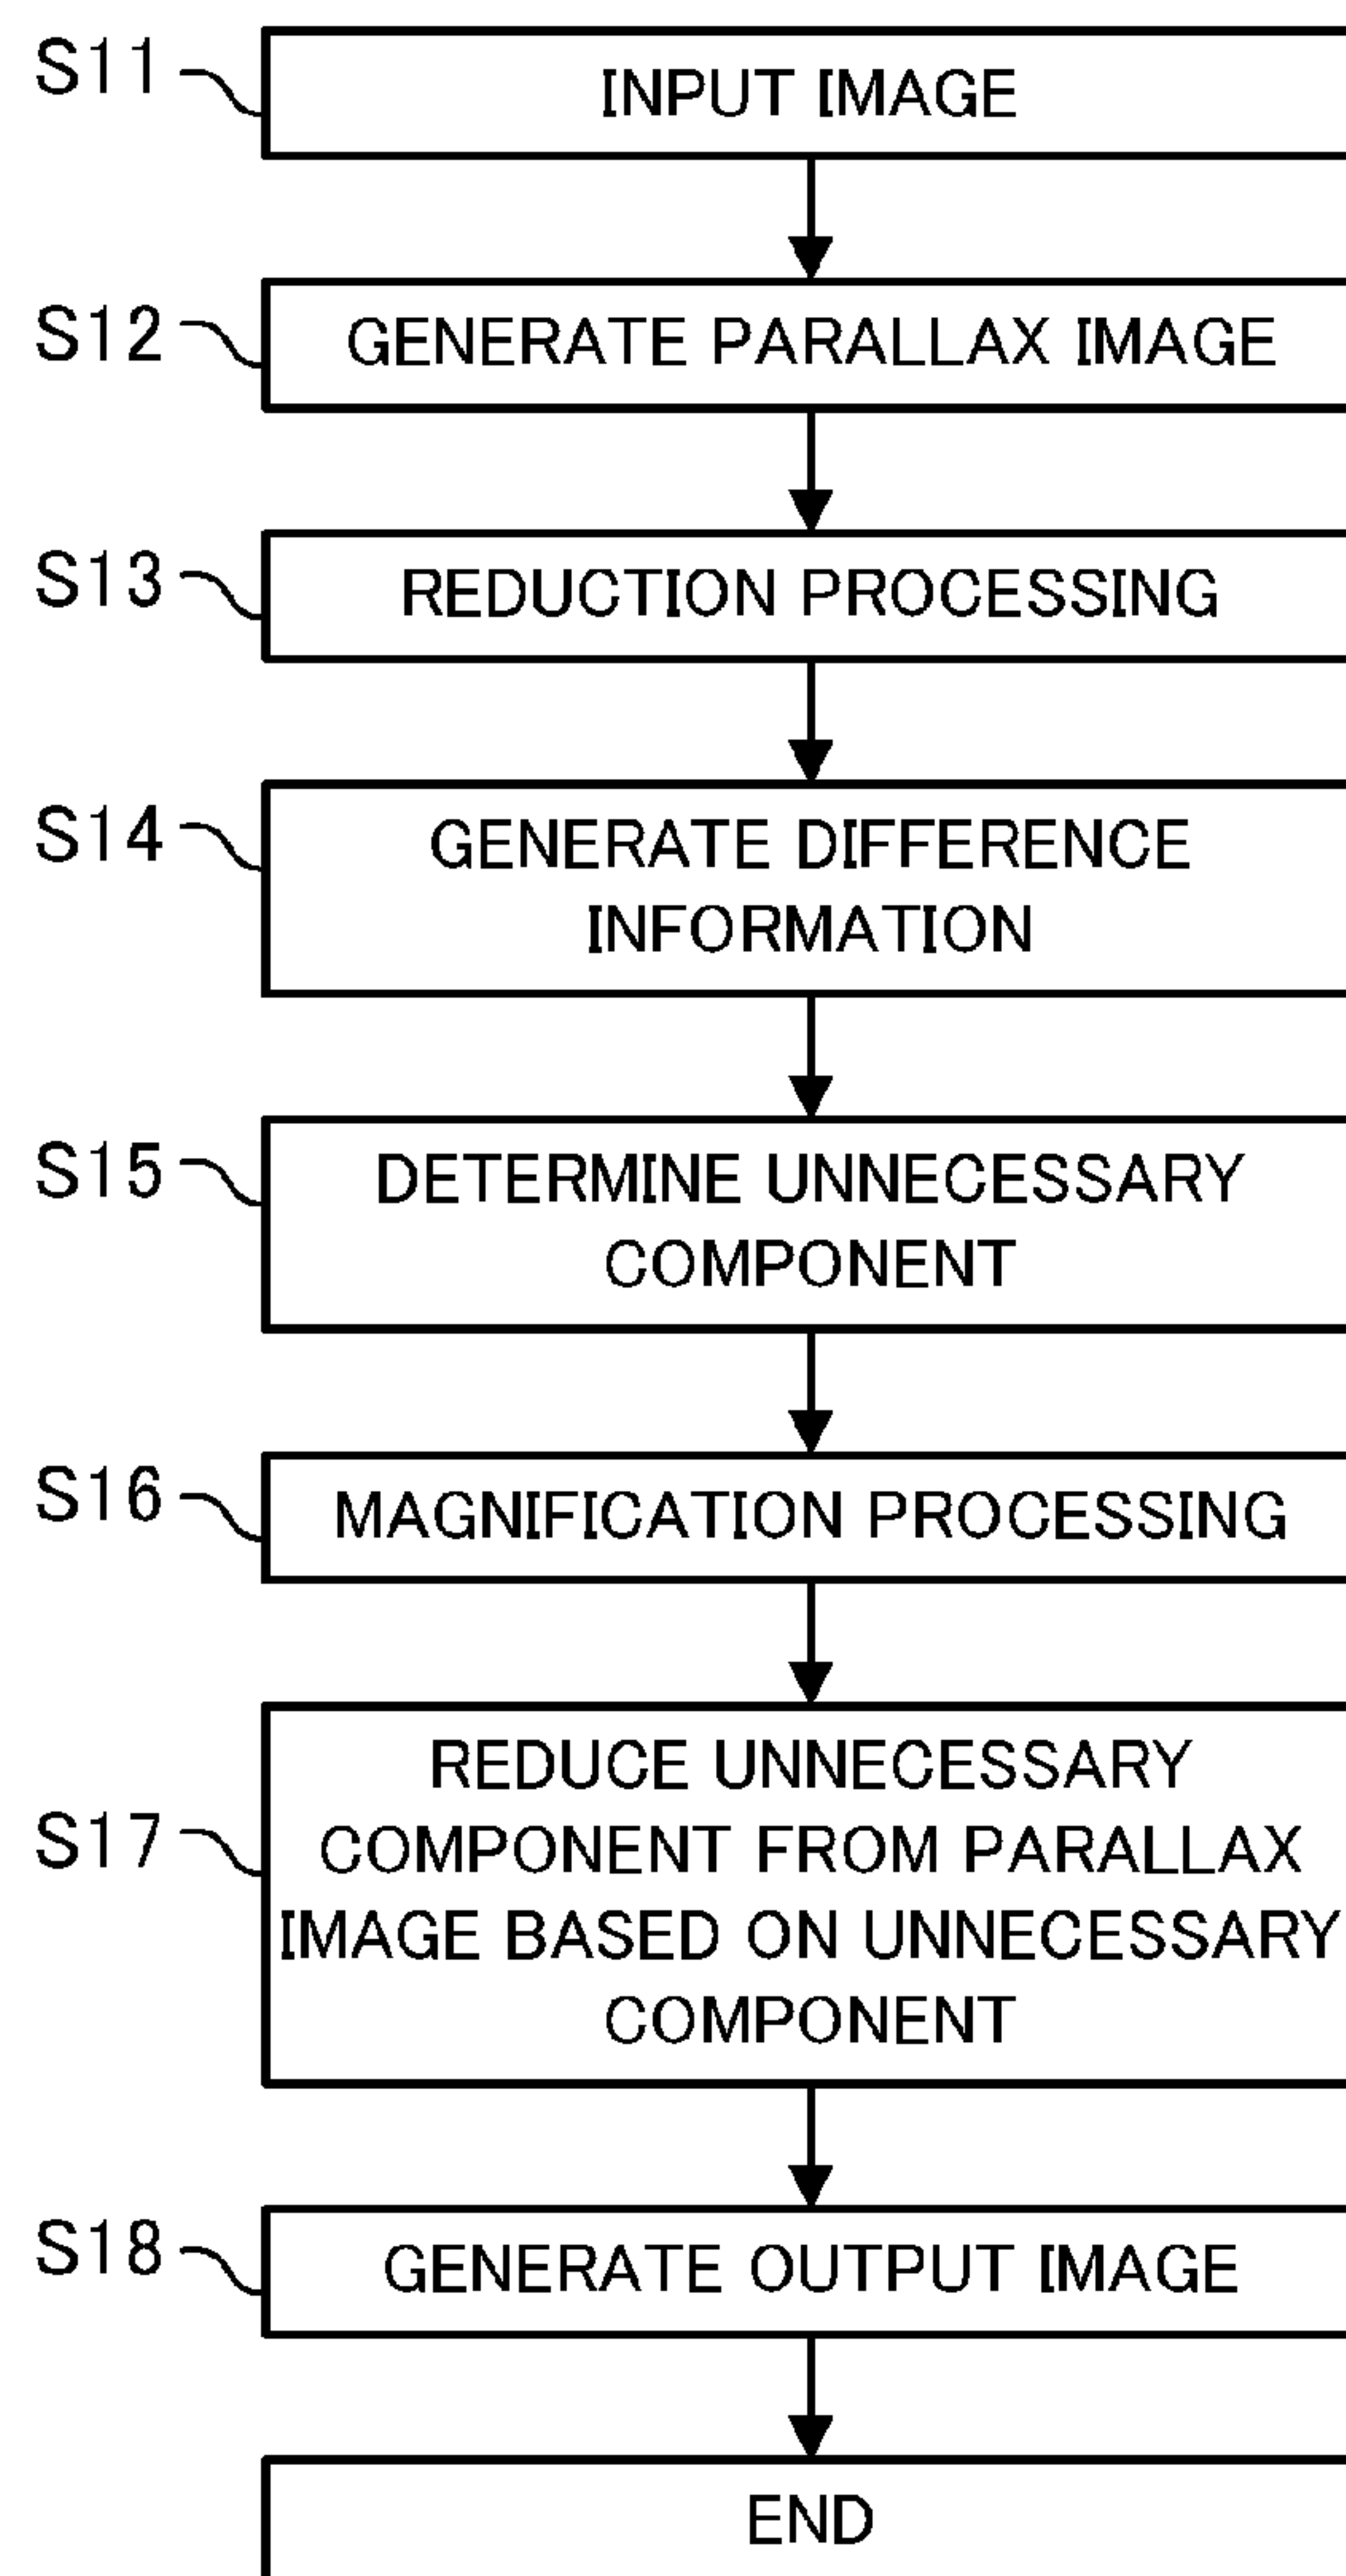 S11
INPUT IMAGE
S12
GENERATE PARALLAX IMAGE
S13
REDUCTION PROCESSING
S14
GENERATE DIFFERENCE
INFORMATION
S15
DETERMINE UNNECESSARY
COMPONENT
S16
MAGNIFICATION PROCESSING
S17
REDUCE UNNECESSARY
COMPONENT FROM PARALLAX
IMAGE BASED ON UNNECESSARY
COMPONENT
S18
GENERATE OUTPUT IMAGE
END